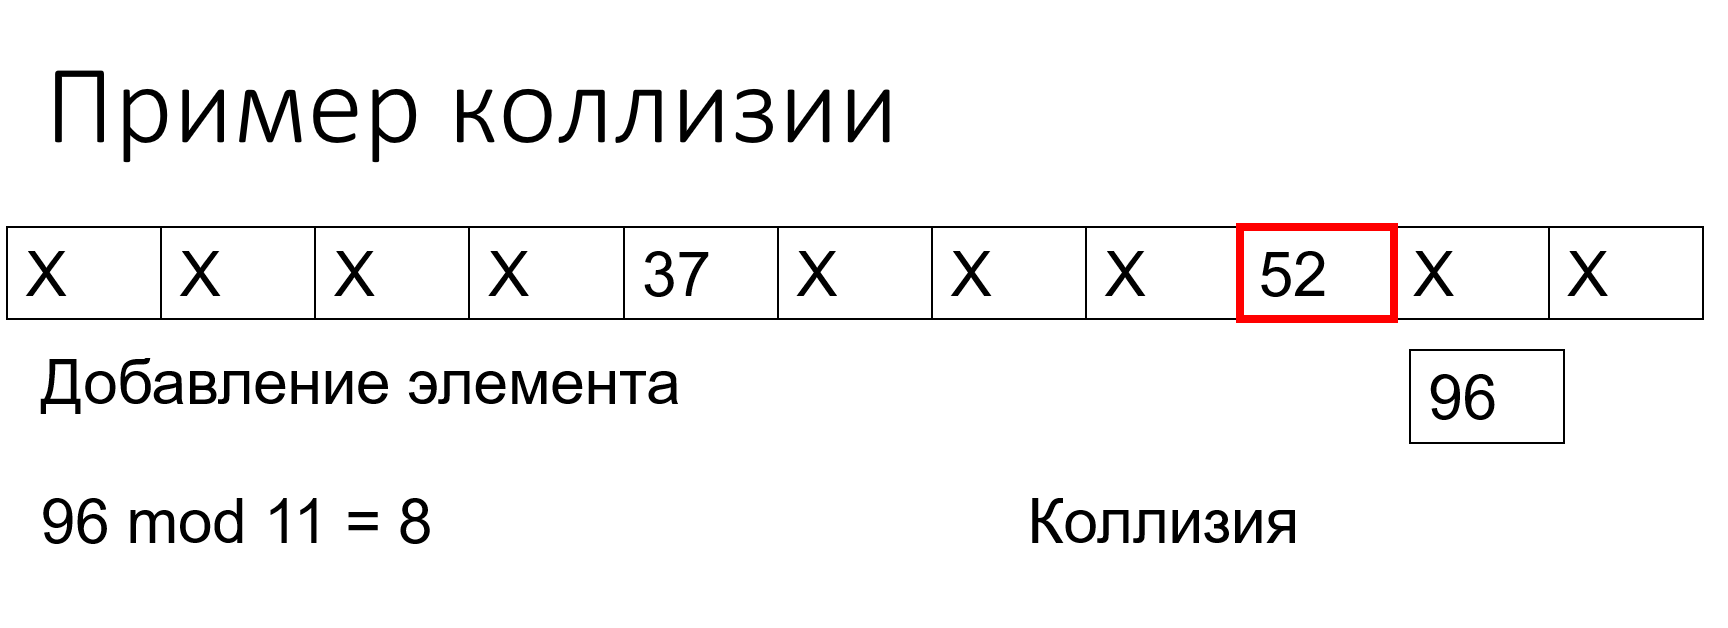 Пример коллизии
X X X X 37 X X X 52 X X
Добавление элемента
96
96 mod 11 = 8
Коллизия